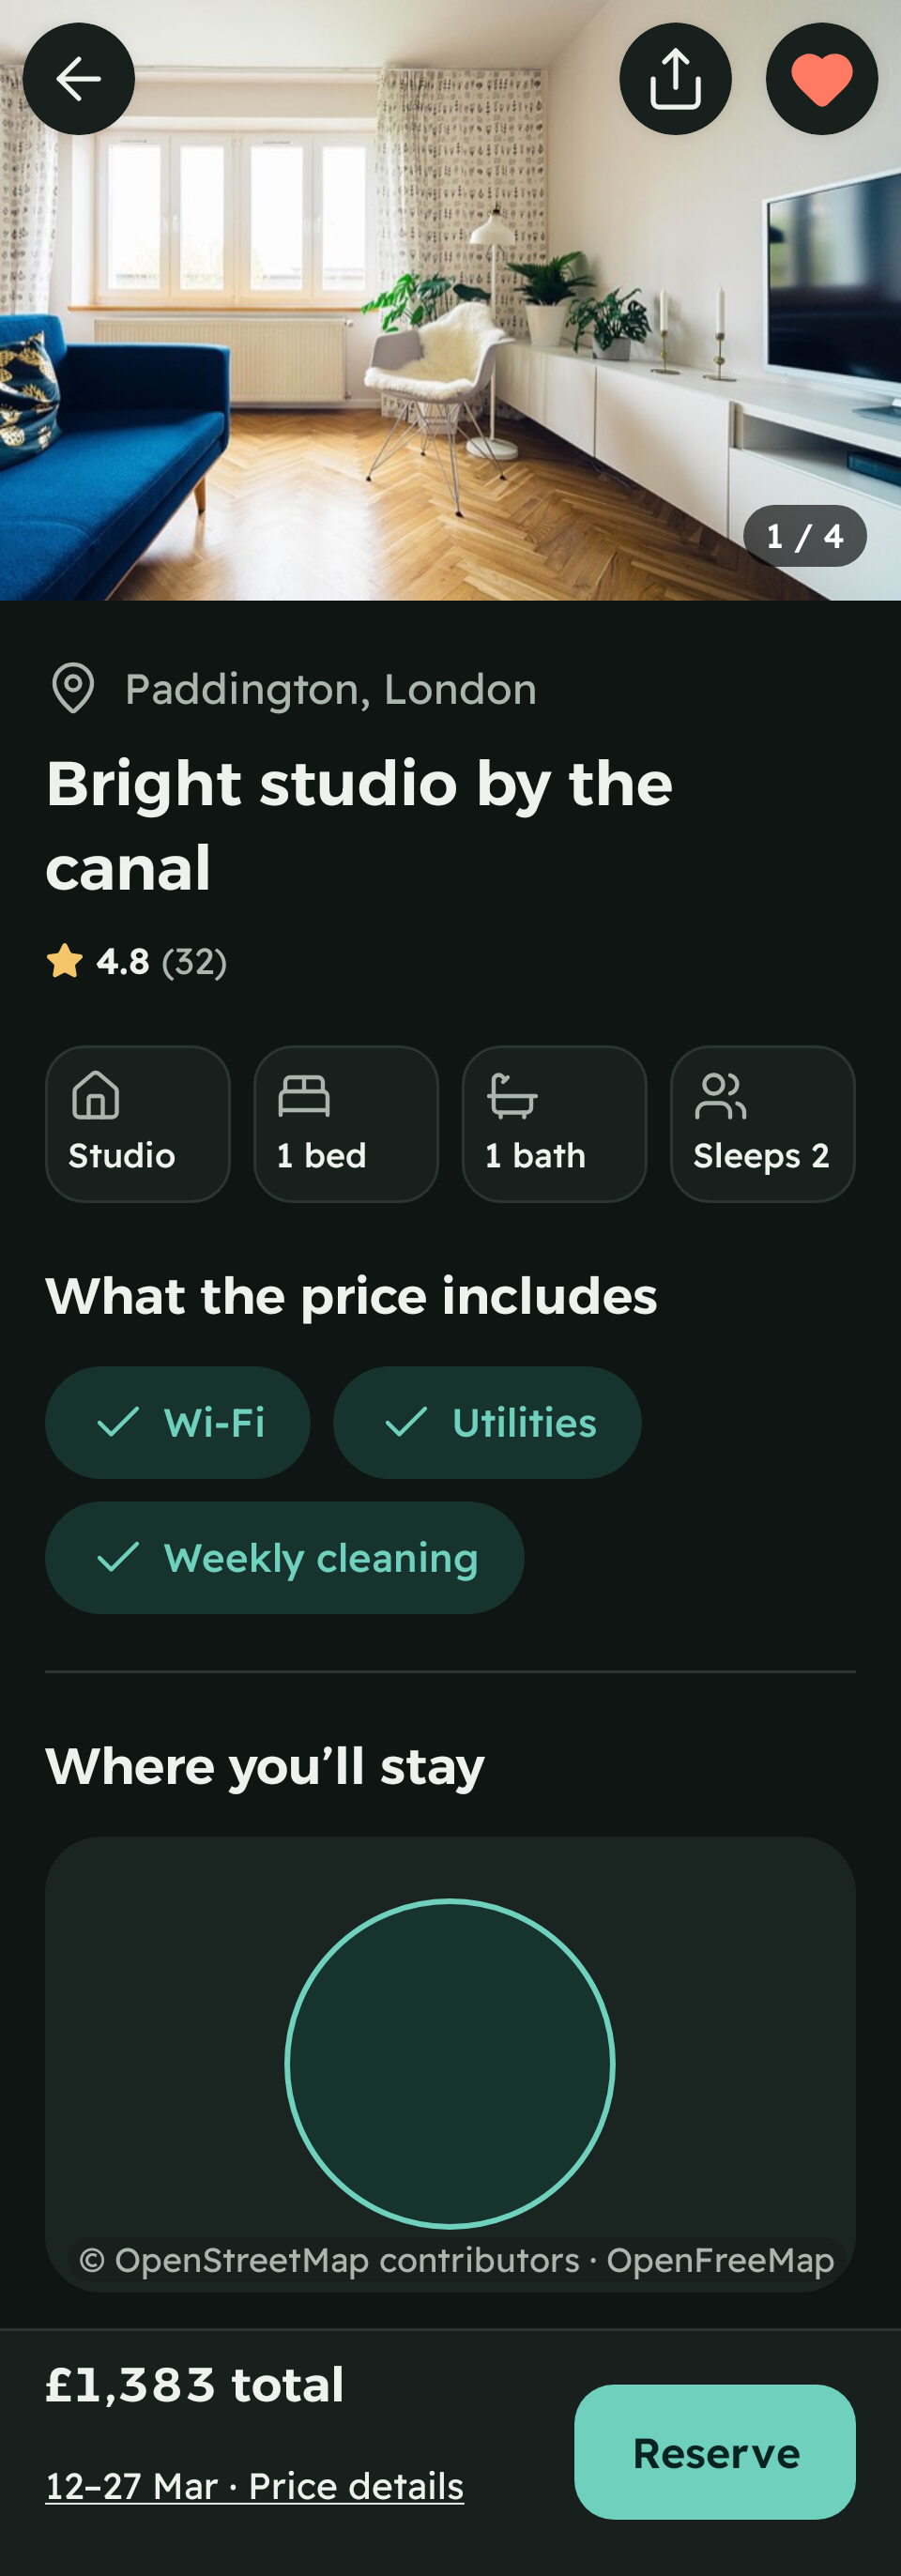 1 / 4
Paddington, London
Bright studio by the
canal
4.8 (32)
Studio
1 bed
1 bath
Sleeps 2
What the price includes
Wi-Fi
Utilities
Weekly cleaning
Where you’ll stay
© OpenStreetMap contributors · OpenFreeMap
£1,383 total
12–27 Mar · Price details
Reserve